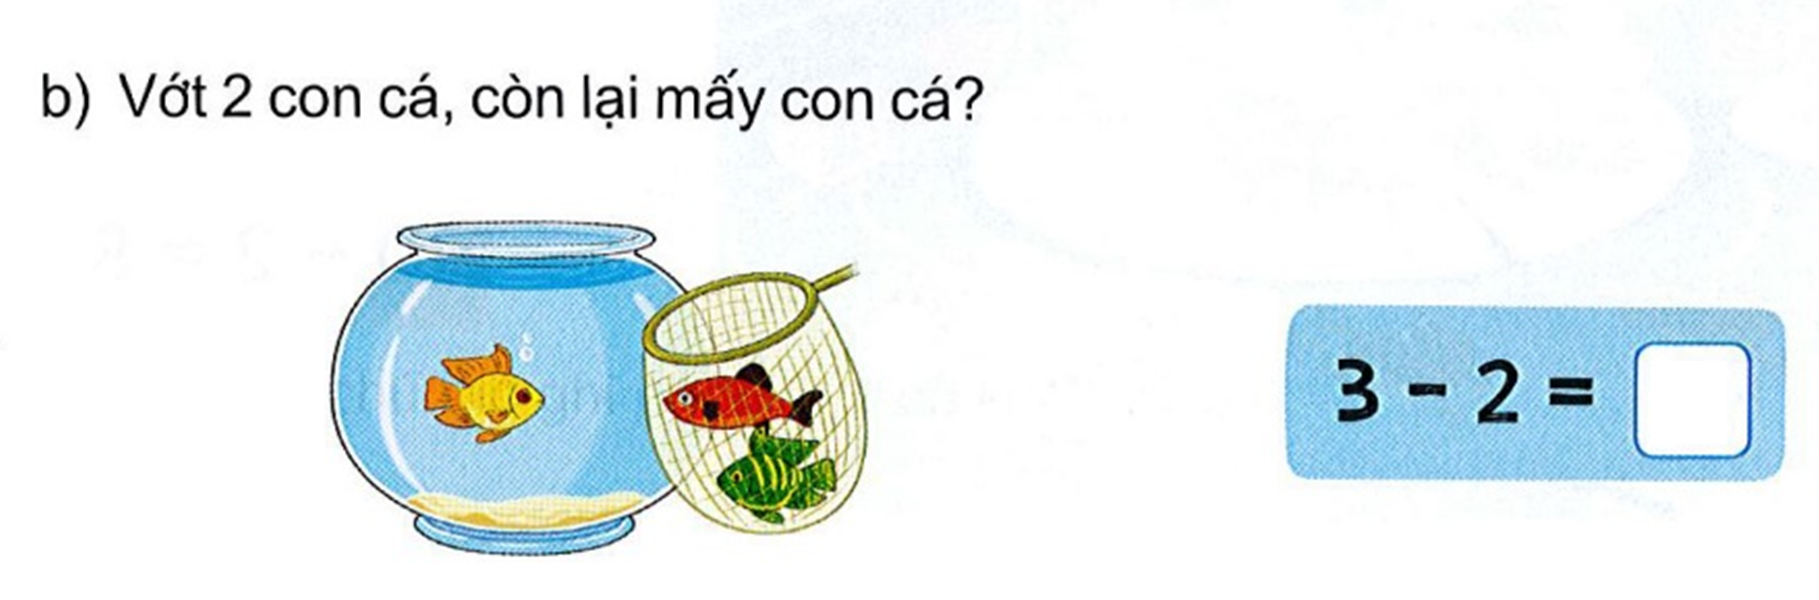 b) Vớt 2 con cá, còn lại mấy con cá?
3 - 2 =